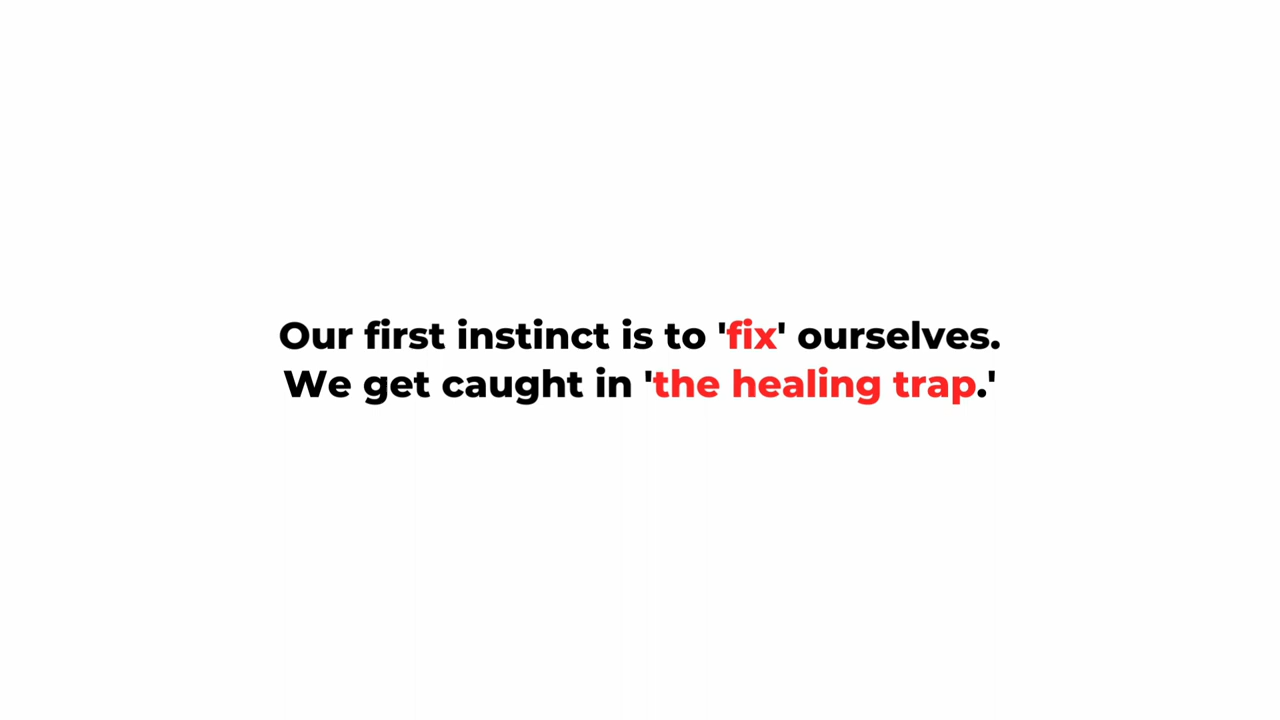 Our first instinct is to 'fix' ourselves.
We get caught in 'the healing trap.'